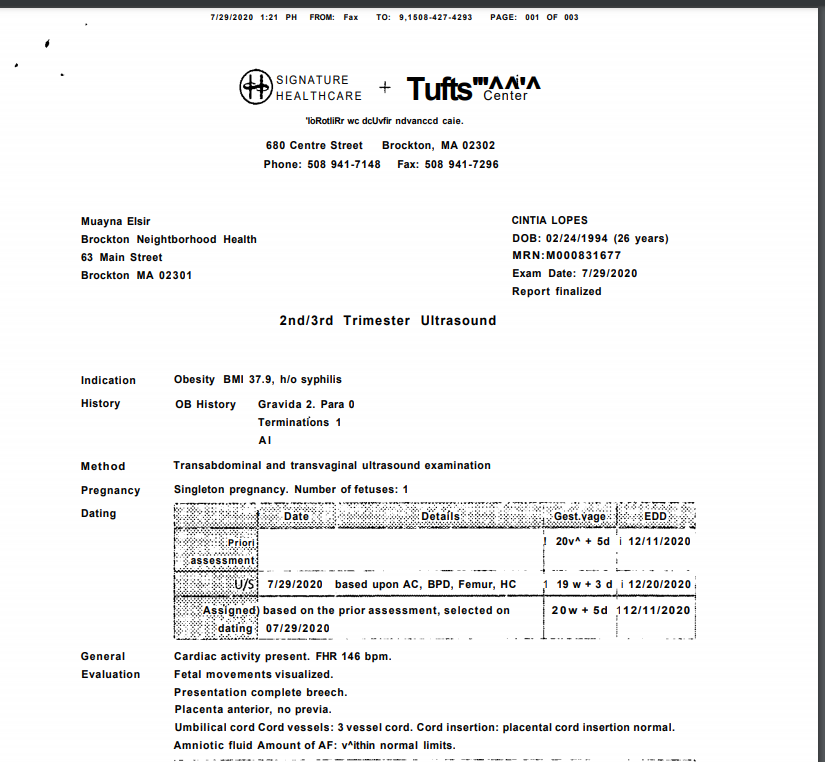 7/29/2020 1:21 PH FROM: Fax TO: 9,1508-427-4293 PAGE: 001 OF 003
SIGNATURE HEALTHCARE + Tufts"'^^'^ Center
'loRotliRr wc dcUvfir ndvanccd caie.
680 Centre Street Brockton, MA 02302
Phone: 508 941-7148 Fax: 508 941-7296
Muayna Elsir
Brockton Neightborhood Health
63 Main Street
Brockton MA 02301
CINTIA LOPES
DOB: 02/24/1994 (26 years)
MRN:M000831677
Exam Date: 7/29/2020
Report finalized
2nd/3rd Trimester Ultrasound
Indication Obesity BMI 37.9, h/o syphilis
History OB History Gravida 2. Para 0
Terminatíons 1
AI
Method Transabdominal and transvaginal ultrasound examination
Pregnancy Singleton pregnancy. Number of fetuses: 1
Dating Date Details Gest.vage EDD
Priori assessment ! 20v^ + 5d i 12/11/2020
U/S 7/29/2020 based upon AC, BPD, Femur, HC 1 19 w + 3 d i 12/20/2020
Assigned) based on the prior assessment, selected on 20w + 5d 112/11/2020
dating 07/29/2020
General Cardiac activity present. FHR 146 bpm.
Evaluation Fetal movements visualized.
Presentation complete breech.
Placenta anterior, no previa.
Umbilical cord Cord vessels: 3 vessel cord. Cord insertion: placental cord insertion normal.
Amniotic fluid Amount of AF: v^ithin normal limits.